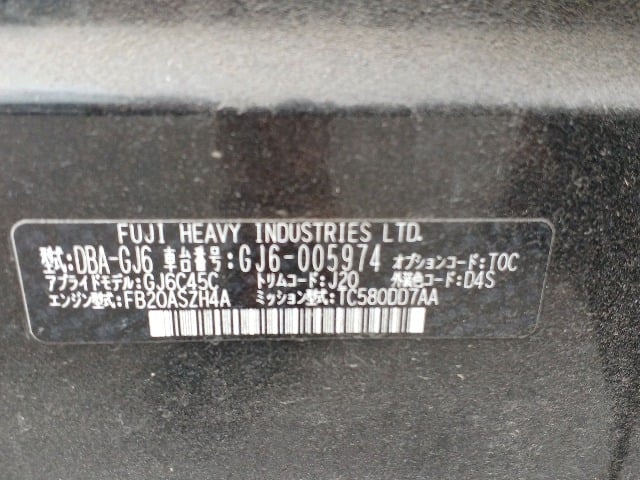 FUJI HEAVY INDUSTRIES LTD.
型式:DBA-GJ6 車台番号:GJ6-005974 オプションコード:TOC
アプライドモデル:GJ6C45C トリムコード:J20 外装色コード:D4S
エンジン型式:FB20ASZH4A ミッション型式:TC580DD7AA